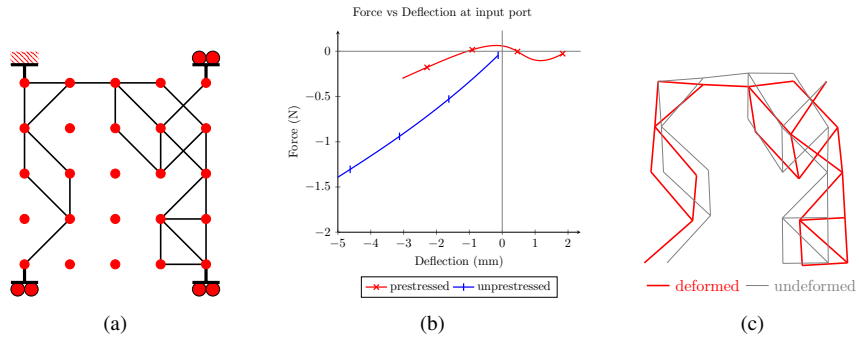 Force vs Deflection at input port
Force (N)
0
−0.5
−1
−1.5
−2
−5 −4 −3 −2 −1 0 1 2
Deflection (mm)
prestressed unprestressed
deformed undeformed
(a) (b) (c)